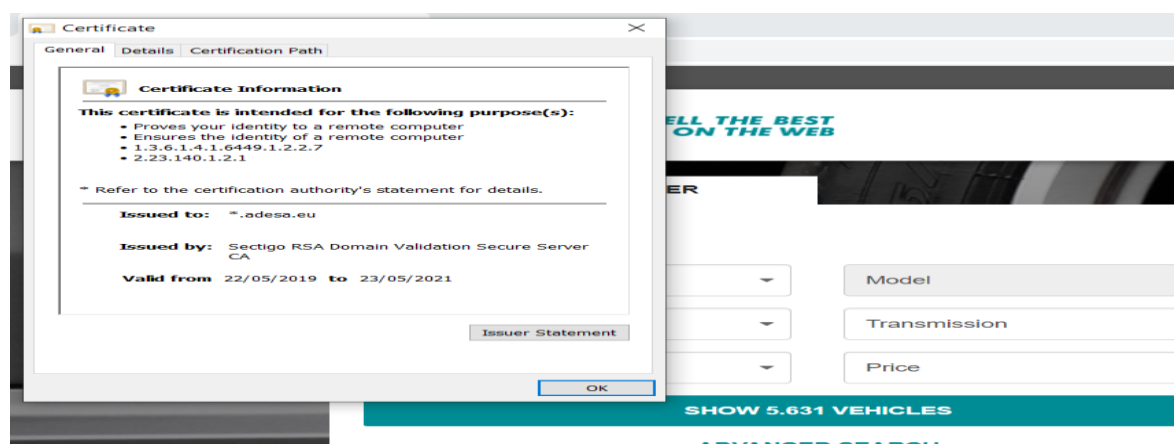 Certificate
General Details Certification Path
Certificate Information
This certificate is intended for the following purpose(s):
• Proves your identity to a remote computer
• Ensures the identity of a remote computer
• 1.3.6.1.4.1.6449.1.2.2.7
• 2.23.140.1.2.1
* Refer to the certification authority's statement for details.
Issued to: *.adesa.eu
Issued by: Sectigo RSA Domain Validation Secure Server
CA
Valid from 22/05/2019 to 23/05/2021
Issuer Statement
OK
ELL THE BEST
ON THE WEB
ER
Model
Transmission
Price
SHOW 5.631 VEHICLES
ADVANCED SEARCH